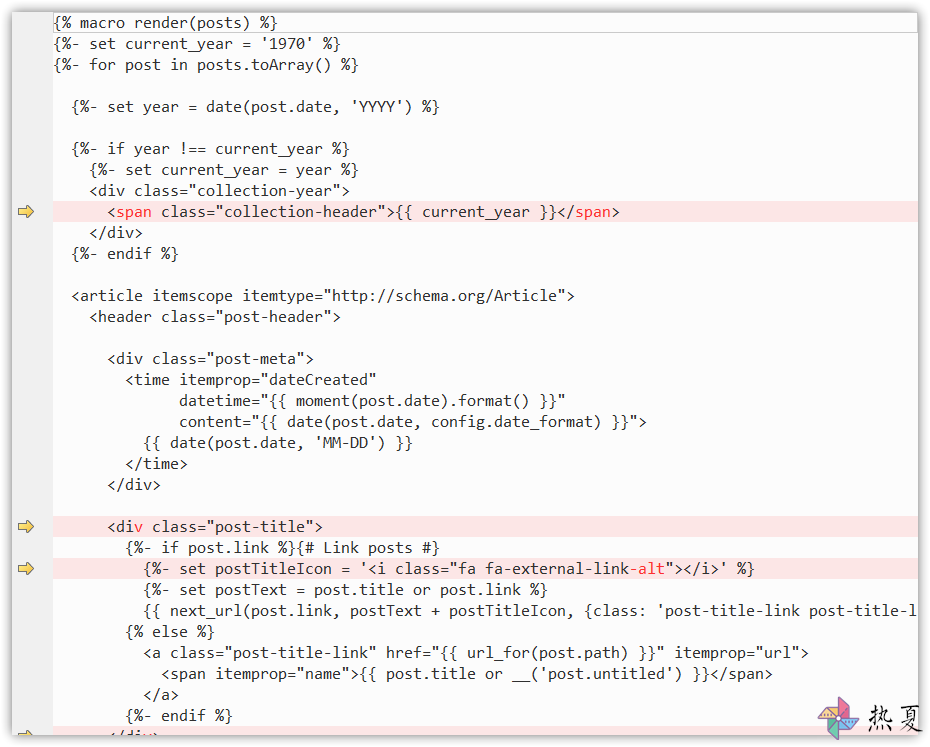 {% macro render(posts) %}
{%- set current_year = '1970' %}
{%- for post in posts.toArray() %}
{%- set year = date(post.date, 'YYYY') %}
{%- if year !== current_year %}
{%- set current_year = year %}
<div class="collection-year">
<span class="collection-header">{{ current_year }}</span>
</div>
{%- endif %}
<article itemscope itemtype="http://schema.org/Article">
<header class="post-header">
<div class="post-meta">
<time itemprop="dateCreated"
datetime="{{ moment(post.date).format() }}"
content="{{ date(post.date, config.date_format) }}">
{{ date(post.date, 'MM-DD') }}
</time>
</div>
<div class="post-title">
{%- if post.link %}{# Link posts #}
{%- set postTitleIcon = '<i class="fa fa-external-link-alt"></i>' %}
{%- set postText = post.title or post.link %}
{{ next_url(post.link, postText + postTitleIcon, {class: 'post-title-link post-title-l
{% else %}
<a class="post-title-link" href="{{ url_for(post.path) }}" itemprop="url">
<span itemprop="name">{{ post.title or __('post.untitled') }}</span>
</a>
{%- endif %}
</div>
热夏